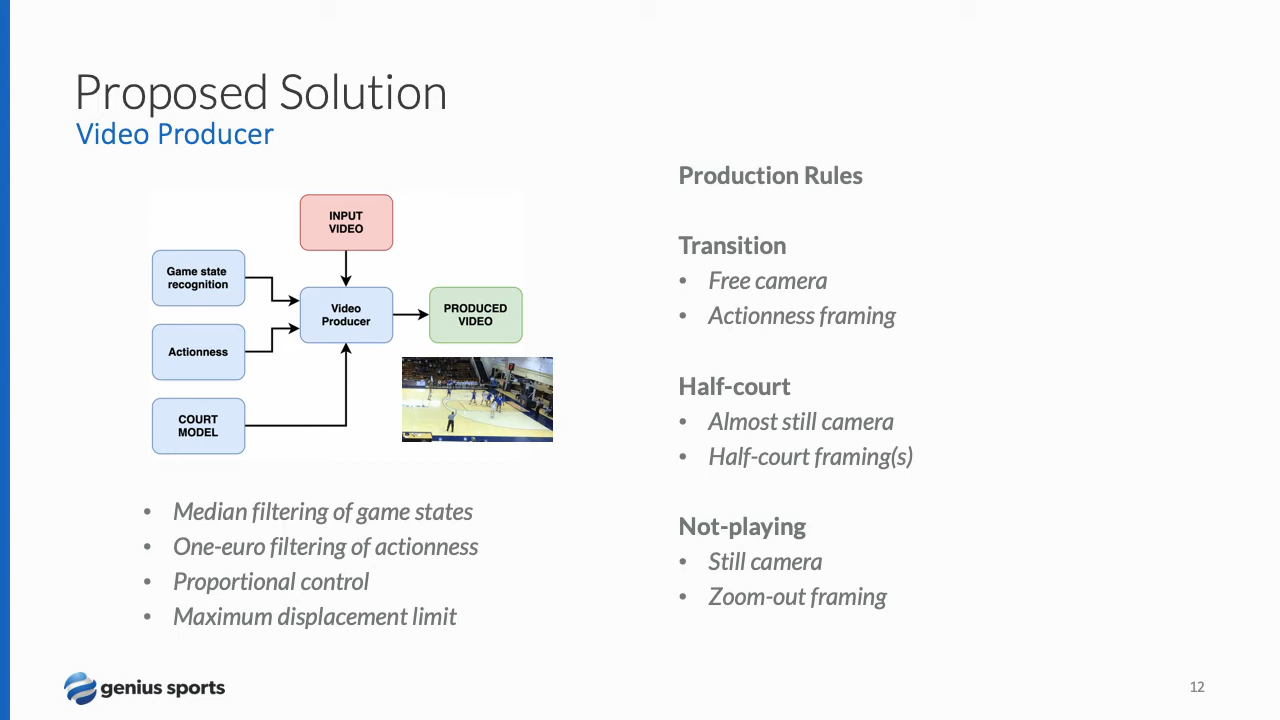 Proposed Solution
Video Producer
INPUT
VIDEO
Game state
recognition
Video
Producer
PRODUCED
VIDEO
Actionness
COURT
MODEL
• Median filtering of game states
• One-euro filtering of actionness
• Proportional control
• Maximum displacement limit
Production Rules
Transition
• Free camera
• Actionness framing
Half-court
• Almost still camera
• Half-court framing(s)
Not-playing
• Still camera
• Zoom-out framing
genius sports
12